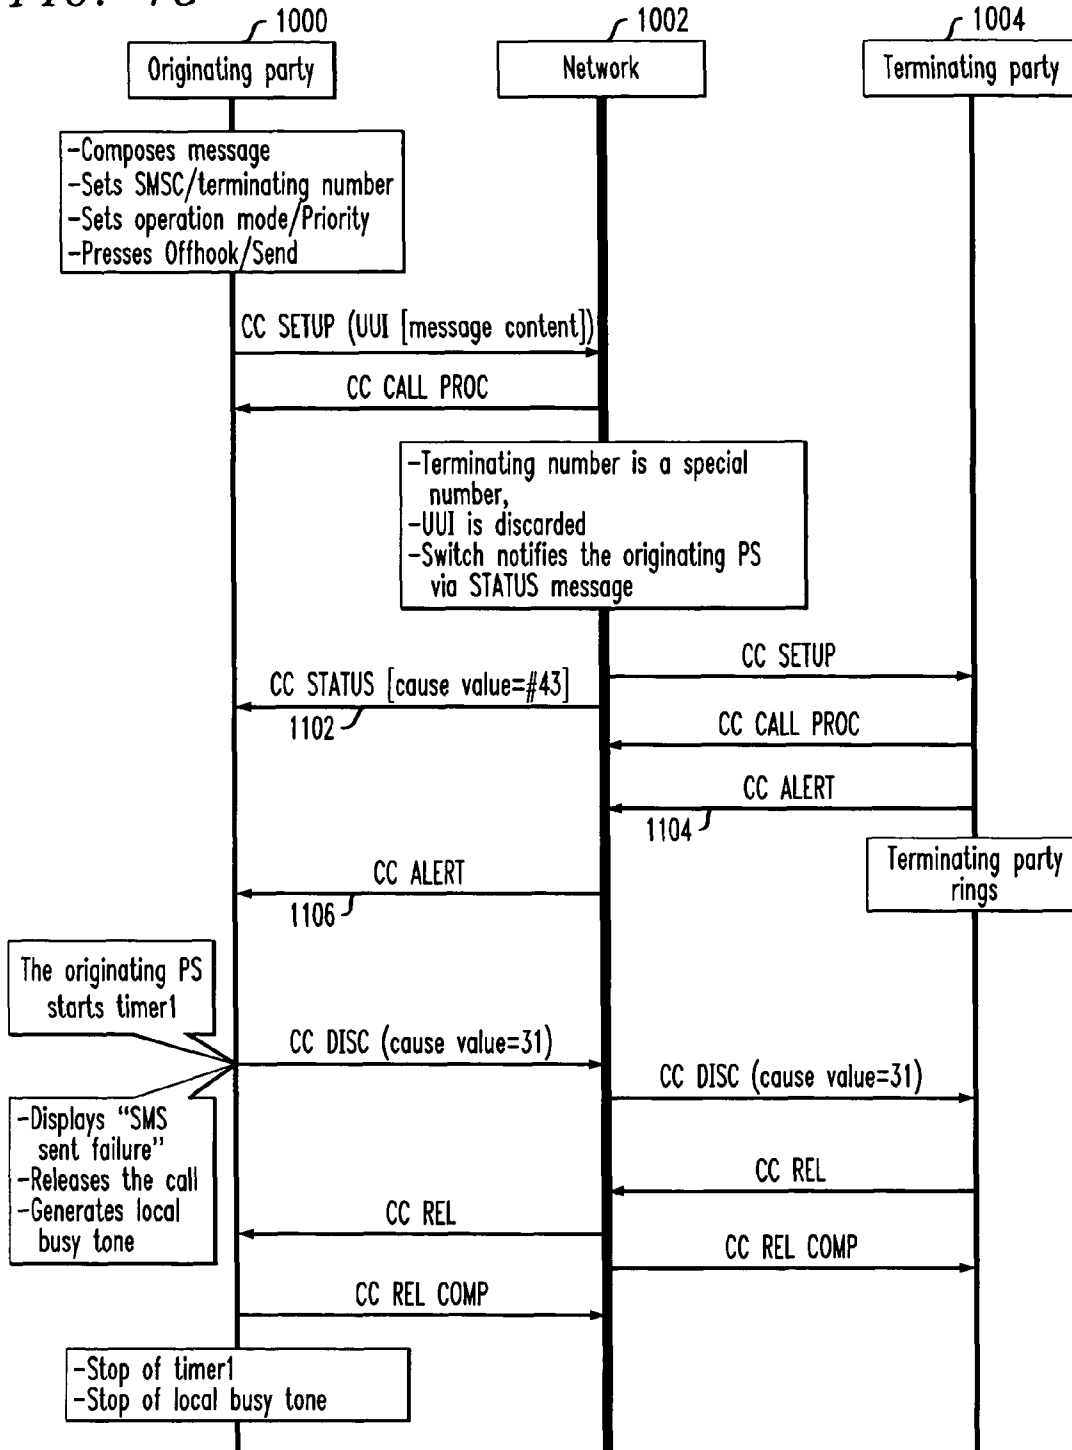 1000
1002
1004
Originating party
Network
Terminating party
-Composes message
-Sets SMSC/terminating number
-Sets operation mode/Priority
-Presses Offhook/Send
CC SETUP (UUI [message content])
CC CALL PROC
-Terminating number is a special
number,
-UUI is discarded
-Switch notifies the originating PS
via STATUS message
CC SETUP
CC STATUS [cause value=#43]
1102
CC CALL PROC
CC ALERT
1104
Terminating party
rings
CC ALERT
1106
The originating PS
starts timer1
CC DISC (cause value=31)
CC DISC (cause value=31)
-Displays “SMS
sent failure”
-Releases the call
-Generates local
busy tone
CC REL
CC REL
CC REL COMP
CC REL COMP
-Stop of timer1
-Stop of local busy tone